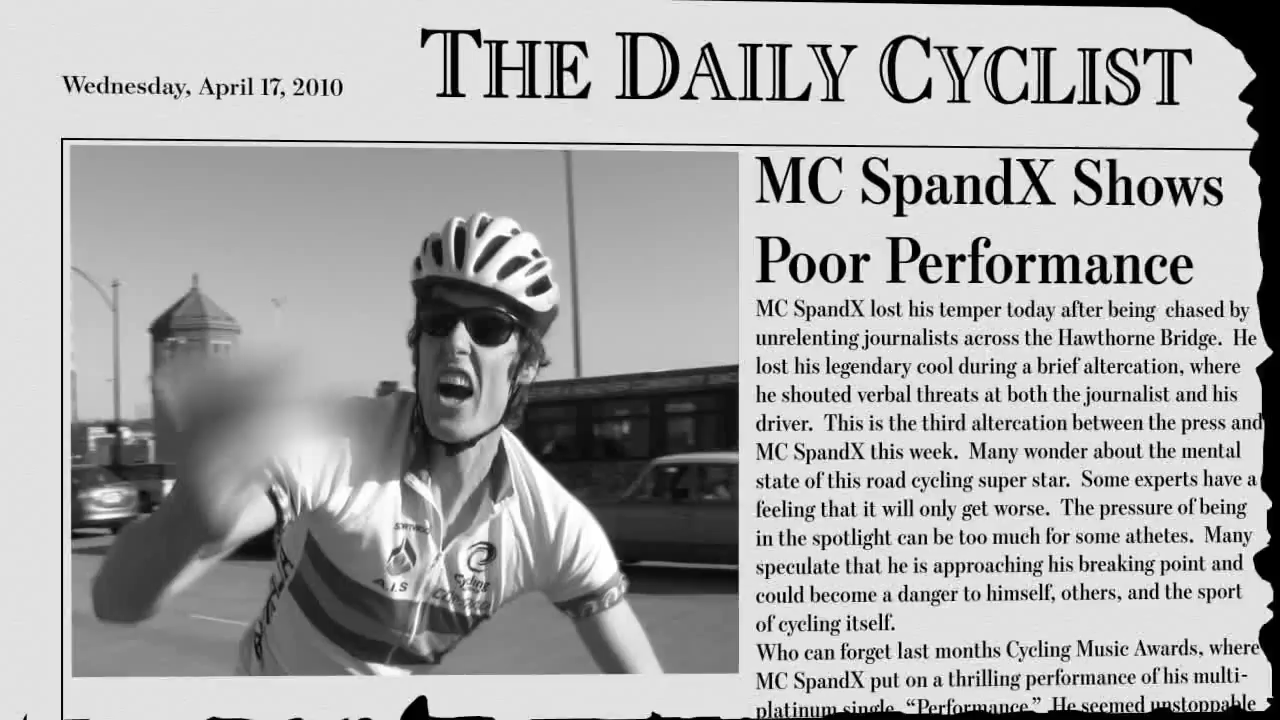 Wednesday, April 17, 2010
THE DAILY CYCLIST
MC SpandX Shows
Poor Performance
MC SpandX lost his temper today after being chased by
unrelenting journalists across the Hawthorne Bridge. He
lost his legendary cool during a brief altercation, where
he shouted verbal threats at both the journalist and his
driver. This is the third altercation between the press and
MC SpandX this week. Many wonder about the mental
state of this road cycling super star. Some experts have a
feeling that it will only get worse. The pressure of being
in the spotlight can be too much for some athetes. Many
speculate that he is approaching his breaking point and
could become a danger to himself, others, and the sport
of cycling itself.
Who can forget last months Cycling Music Awards, where
MC SpandX put on a thrilling performance of his multi-
platinum single, "Performance." He seemed unstoppable
A.I.S
Cycling